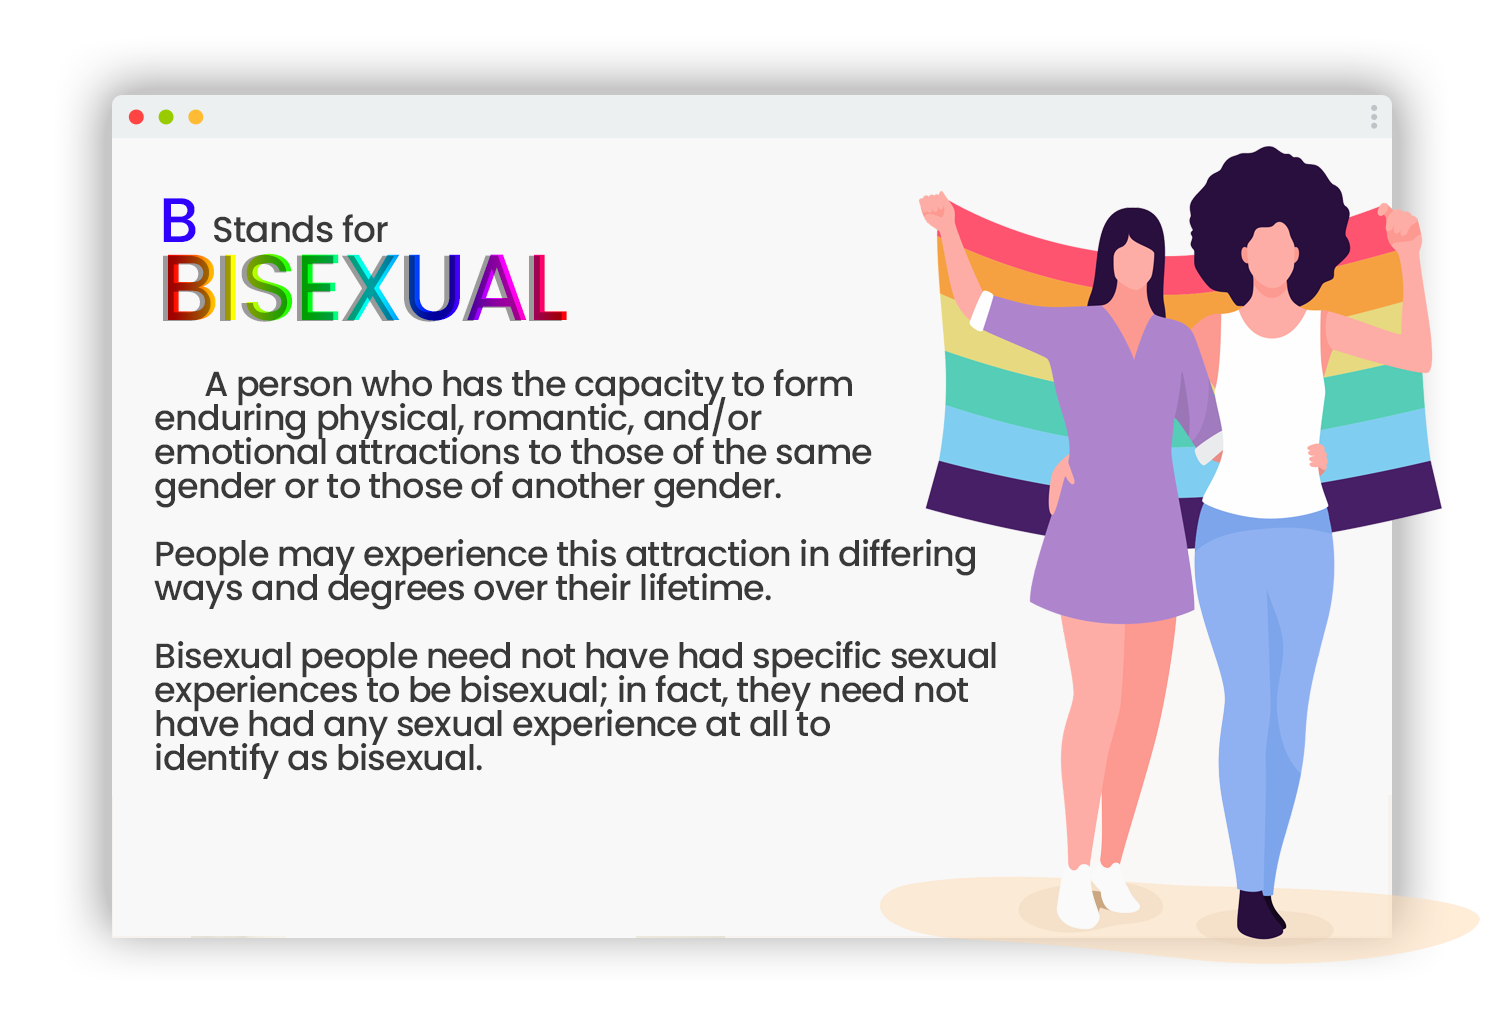 B Stands for
BISEXUAL
A person who has the capacity to form
enduring physical, romantic, and/or
emotional attractions to those of the same
gender or to those of another gender.
People may experience this attraction in differing
ways and degrees over their lifetime.
Bisexual people need not have had specific sexual
experiences to be bisexual; in fact, they need not
have had any sexual experience at all to
identify as bisexual.